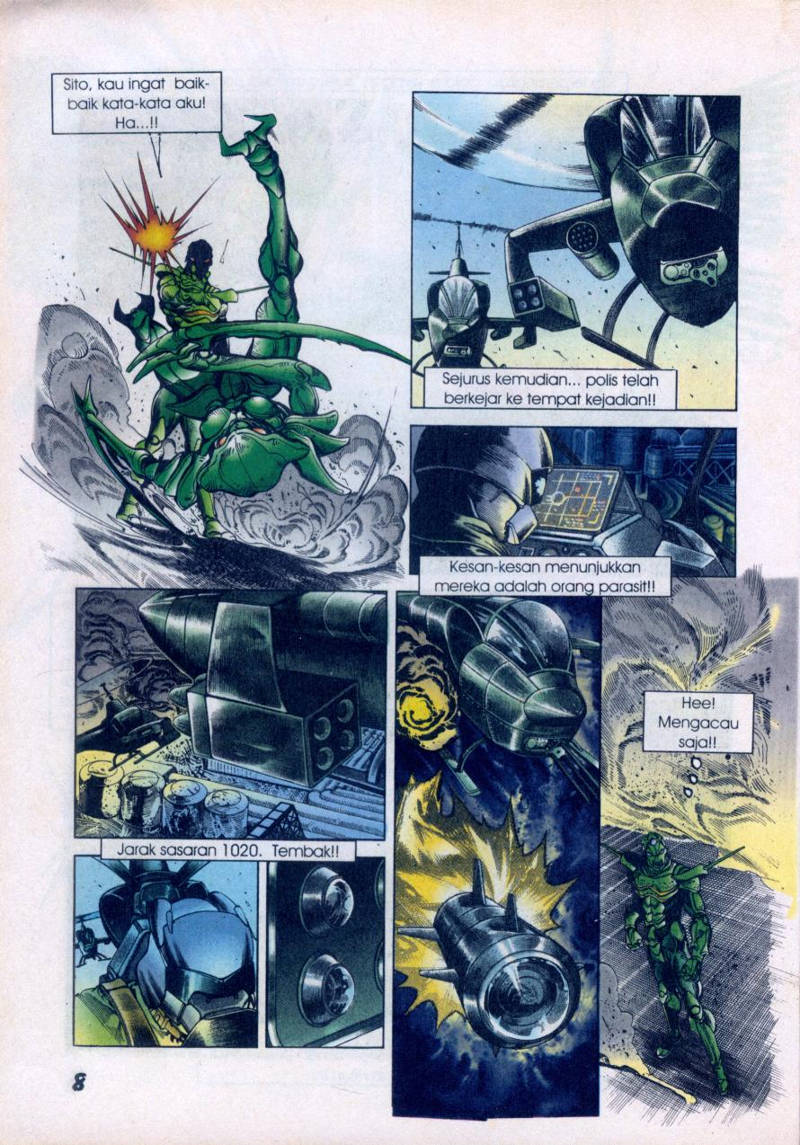 Sito, kau ingat baik-
baik kata-kata aku!
Ha...!!
Sejurus kemudian... polis telah
berkejar ke tempat kejadian!!
Kesan-kesan menunjukkan
mereka adalah orang parasit!!
Jarak sasaran 1020. Tembak!!
Hee!
Mengacau
saja!!
8